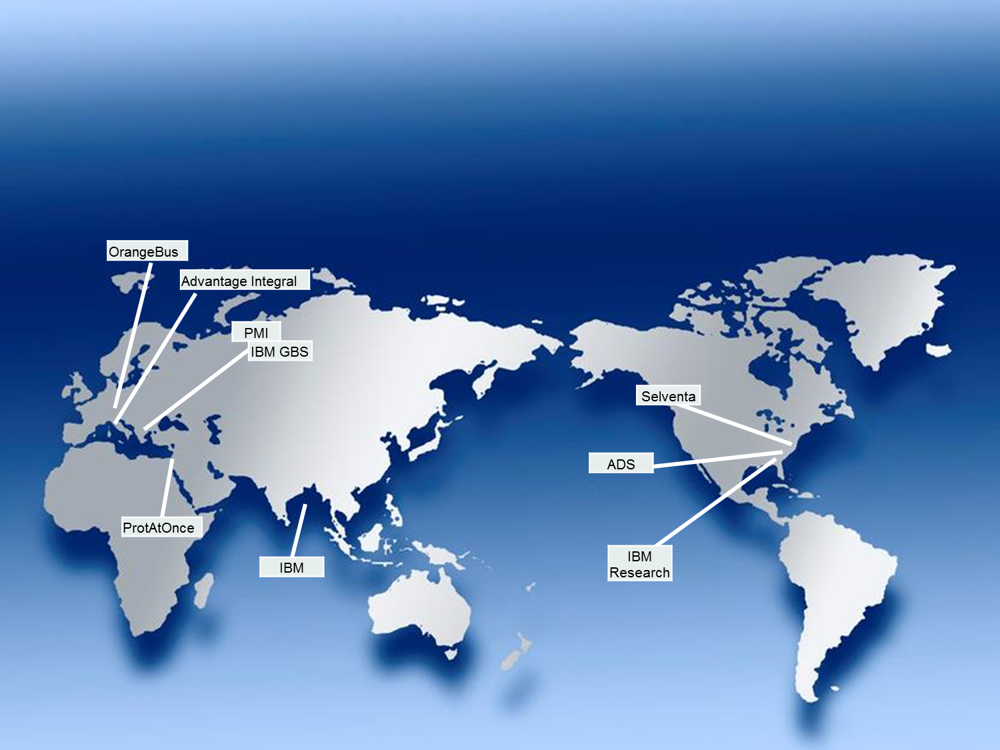 OrangeBus
Advantage Integral
PMI
IBM GBS
Selventa
ADS
ProtAtOnce
IBM
IBM
Research